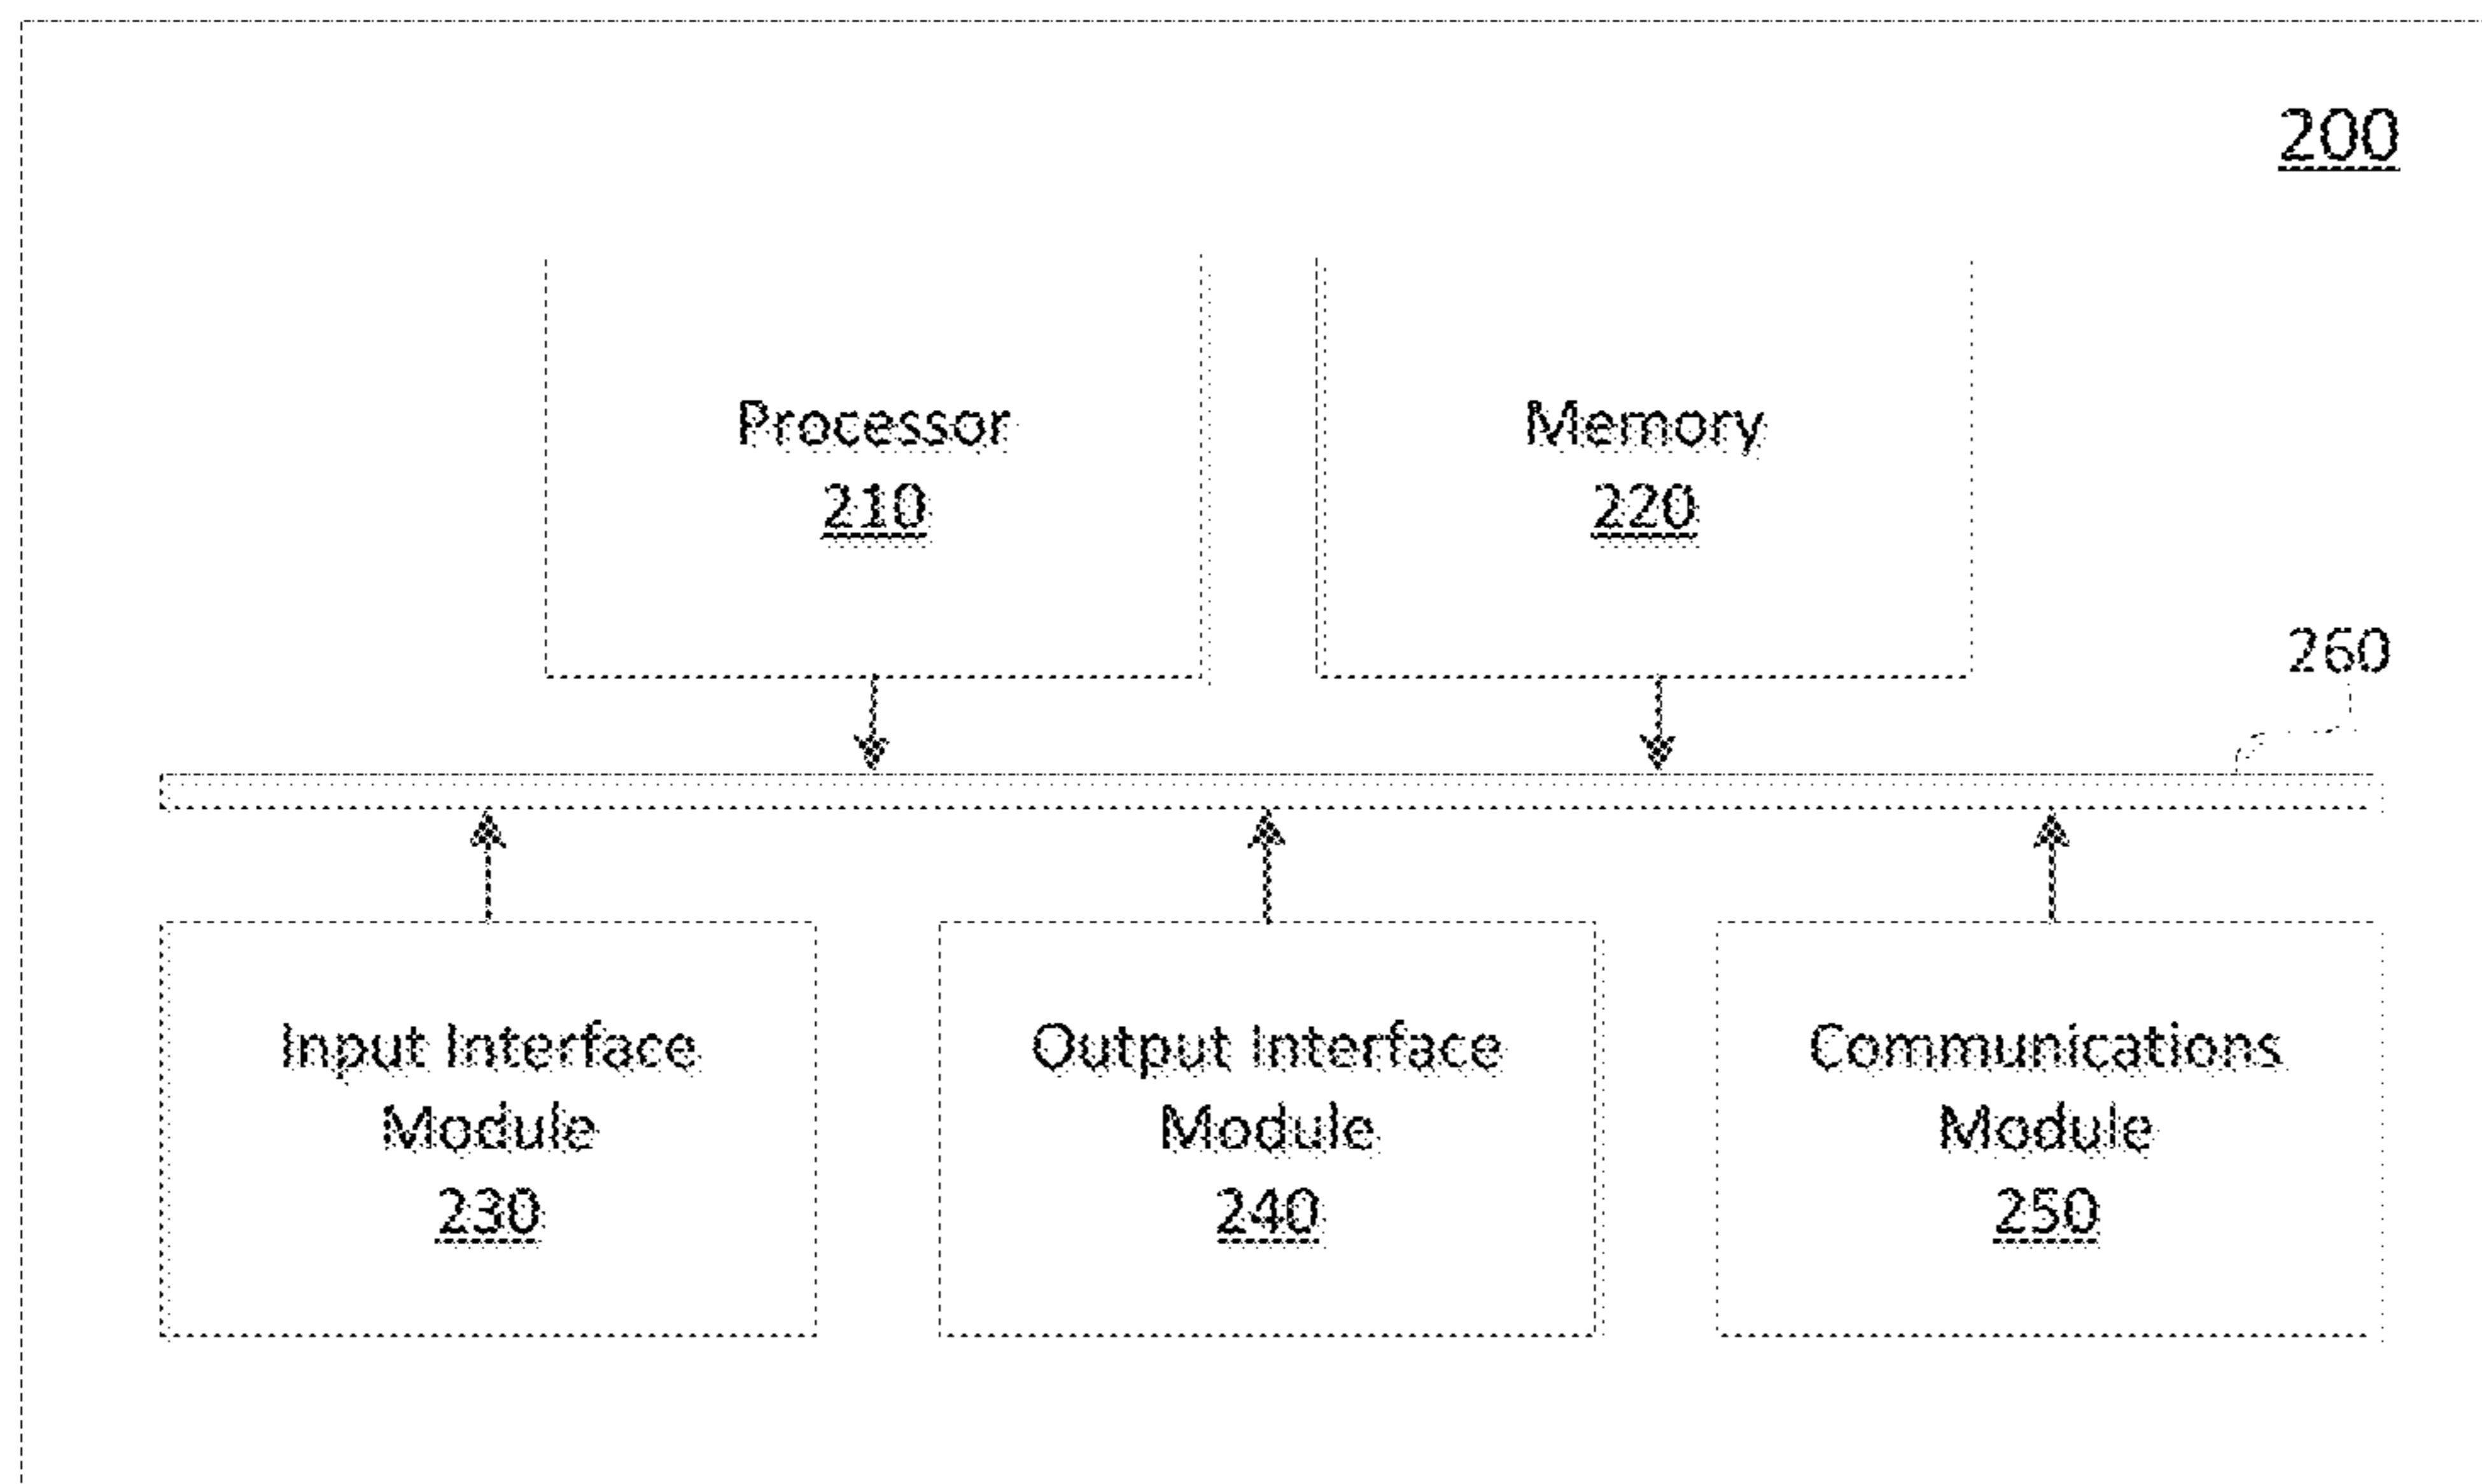 200
Processor
210
Memory
220
260
Input Interface
Module
230
Output Interface
Module
240
Communications
Module
250